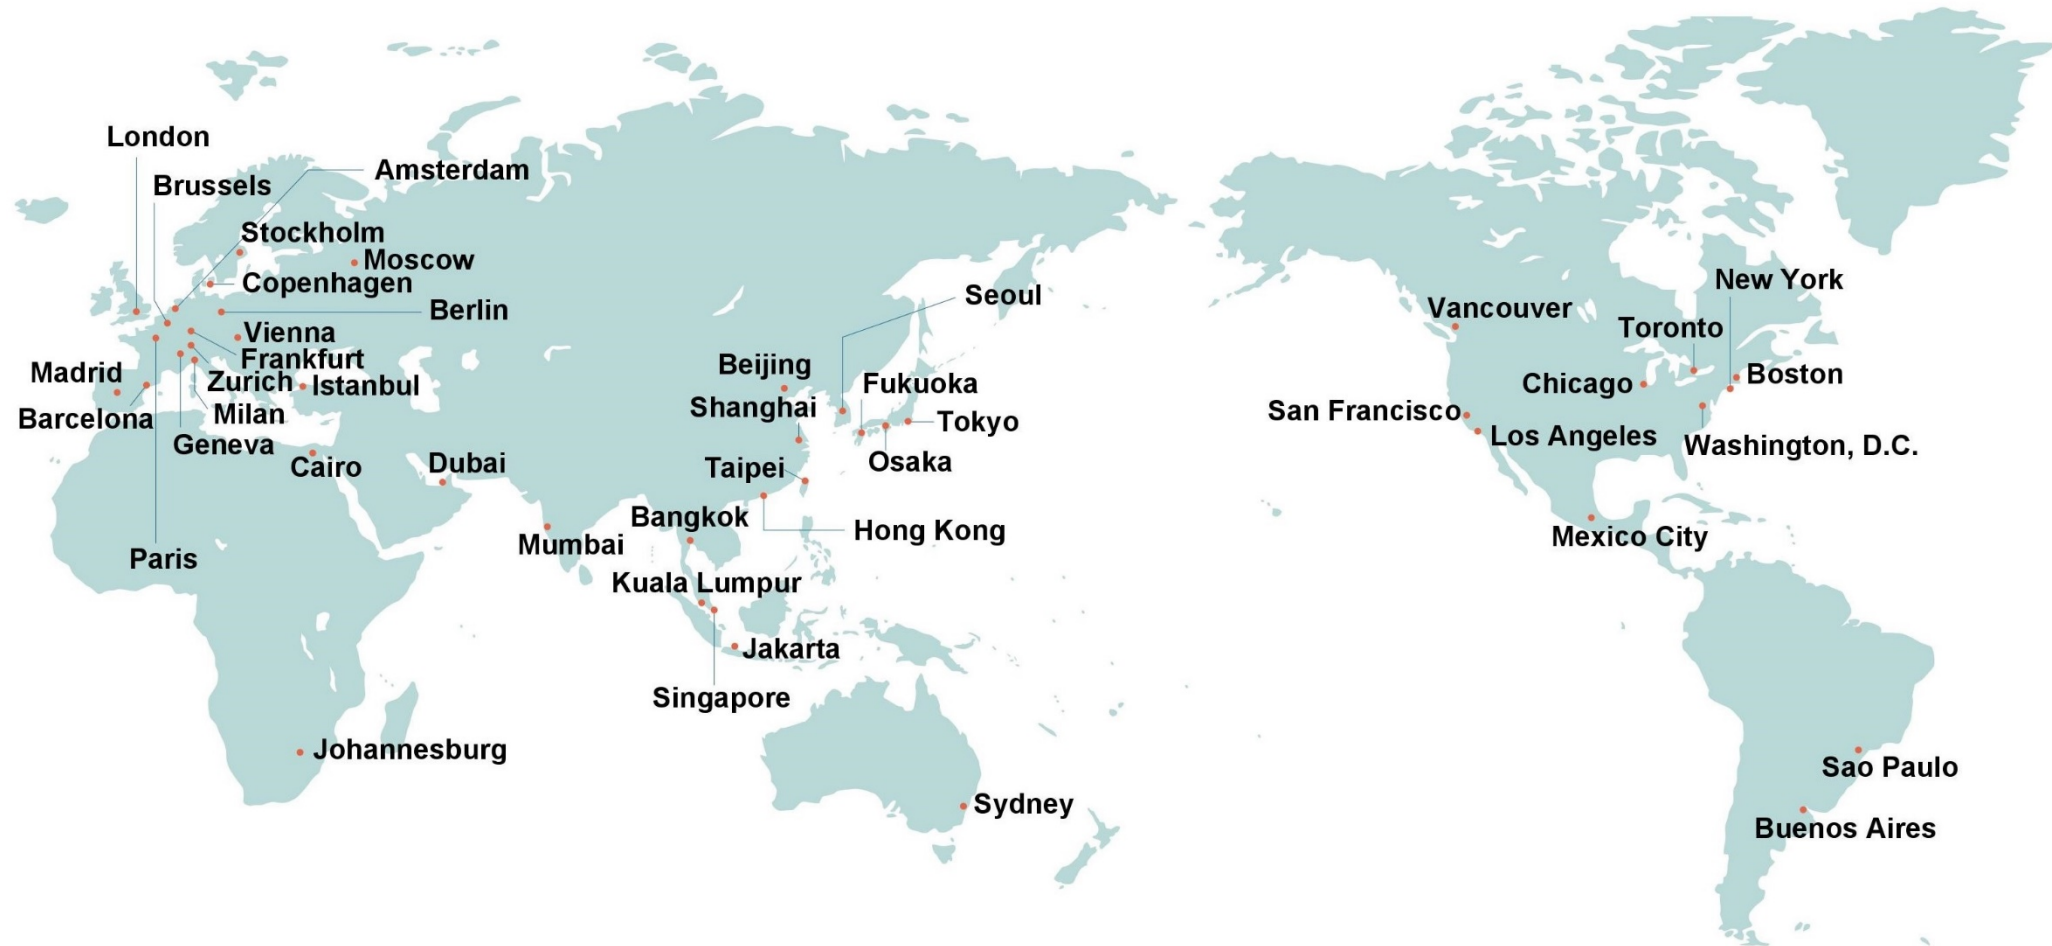 London
Brussels
Amsterdam
Stockholm
Moscow
Copenhagen
Berlin
Vienna
Frankfurt
Madrid
Zurich
Istanbul
Barcelona
Milan
Geneva
Cairo
Dubai
Paris
Johannesburg
Mumbai
Seoul
Beijing
Fukuoka
Shanghai
Tokyo
Osaka
Taipei
Bangkok
Hong Kong
Kuala Lumpur
Jakarta
Singapore
Sydney
New York
Vancouver
Toronto
Boston
Chicago
San Francisco
Los Angeles
Washington, D.C.
Mexico City
Sao Paulo
Buenos Aires